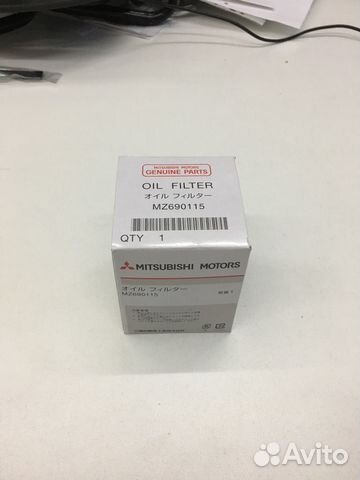 MITSUBISHI MOTORS
GENUINE PARTS
OIL FILTER
オイル フィルター
MZ690115
QTY 1
MITSUBISHI MOTORS
オイル フィルター
MZ690115
Avito